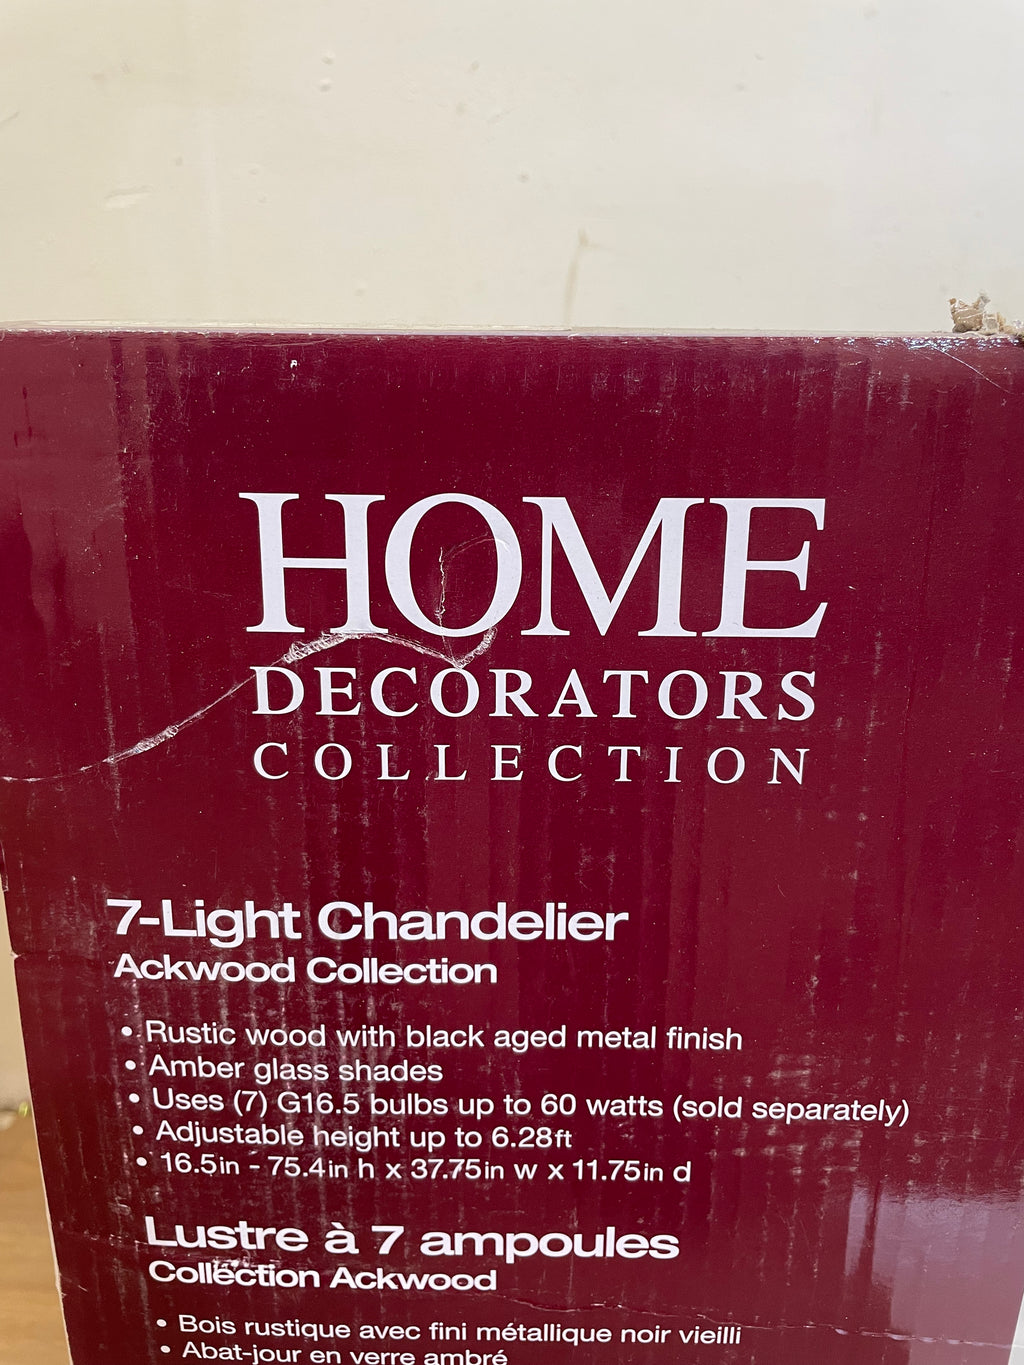 HOME
DECORATORS
COLLECTION
7-Light Chandelier
Ackwood Collection
• Rustic wood with black aged metal finish
• Amber glass shades
• Uses (7) G16.5 bulbs up to 60 watts (sold separately)
• Adjustable height up to 6.28ft
• 16.5in - 75.4in h x 37.75in w x 11.75in d
Lustre à 7 ampoules
Collection Ackwood
• Bois rustique avec fini métallique noir vieilli
• Abat-jour en verre ambré